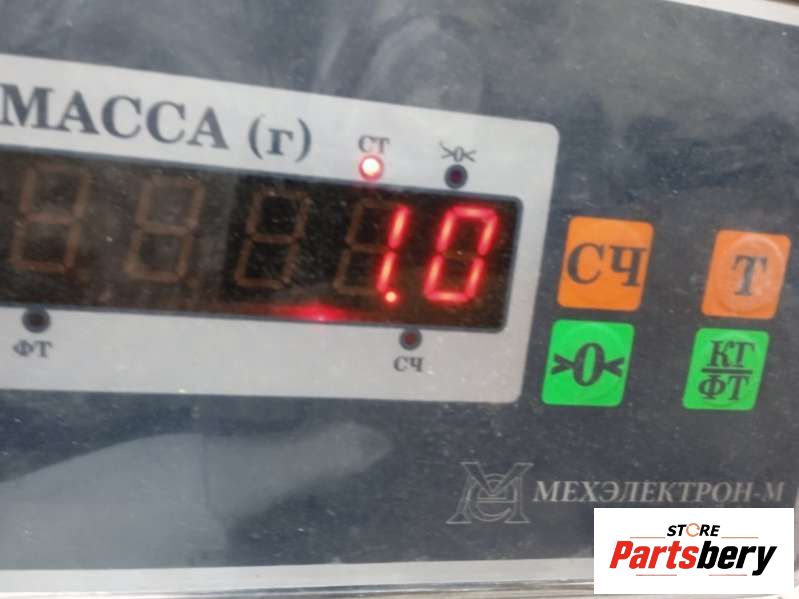 МАССА (г)
СТ
>0<
1.0
ФТ
СЧ
СЧ
Т
>0<
КГ
ФТ
МЕХЭЛЕКТРОН-М
STORE
Partsbery